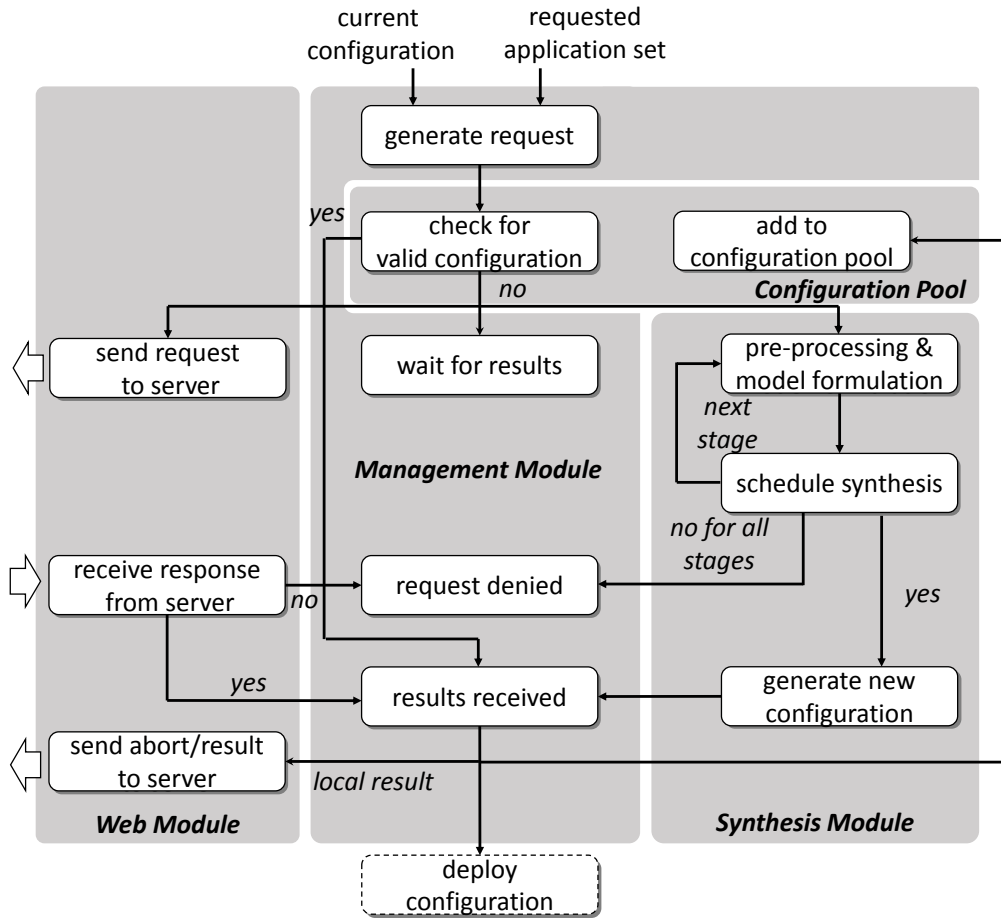 current
configuration
requested
application set
generate request
yes
check for
valid configuration
add to
configuration pool
no
Configuration Pool
send request
to server
wait for results
pre-processing &
model formulation
next
stage
Management Module
schedule synthesis
no for all
stages
receive response
from server
no
request denied
yes
yes
results received
generate new
configuration
send abort/result
to server
local result
Web Module
Synthesis Module
deploy
configuration